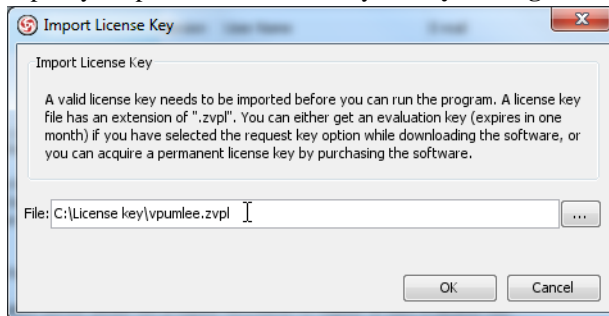 Import License Key
Import License Key
A valid license key needs to be imported before you can run the program. A license key
file has an extension of ".zvpl". You can either get an evaluation key (expires in one
month) if you have selected the request key option while downloading the software, or
you can acquire a permanent license key by purchasing the software.
File: C:\License key\vpumlee.zvpl ...
OK Cancel